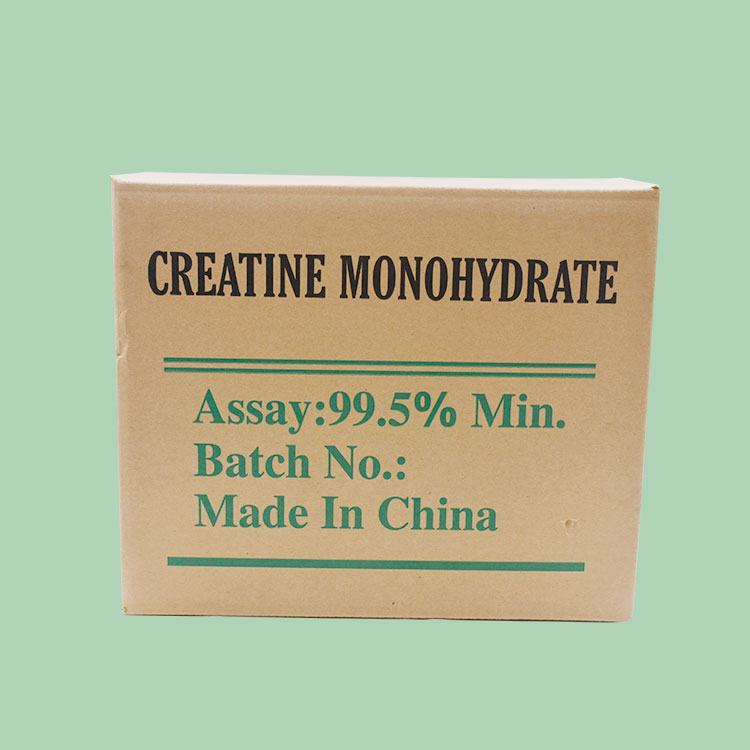 CREATINE MONOHYDRATE
Assay:99.5% Min.
Batch No.:
Made In China